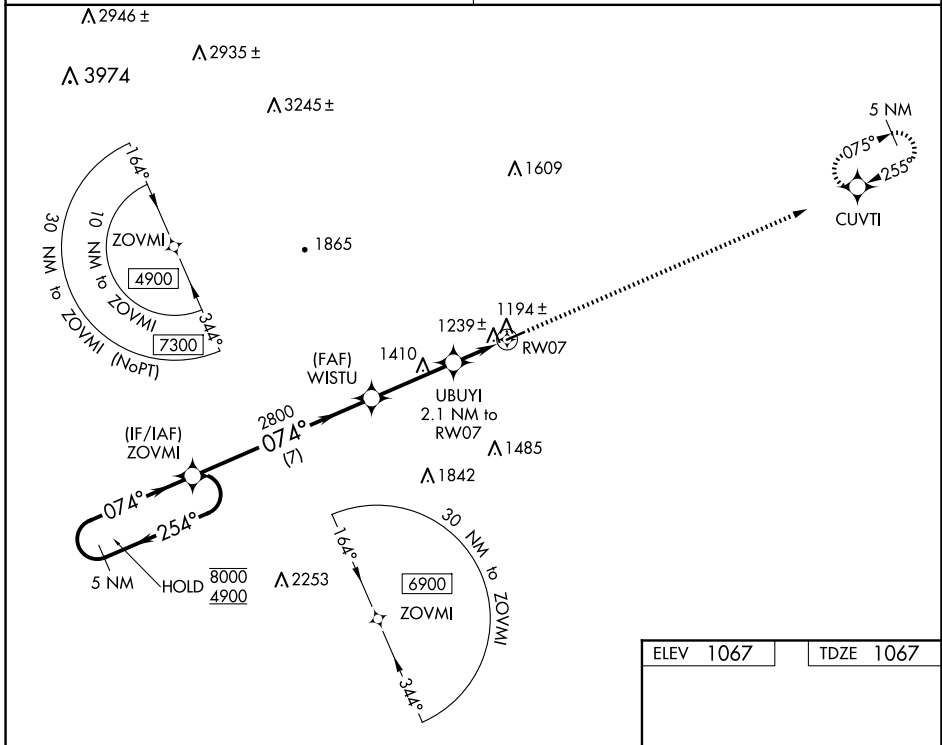 2946 ±
2935 ±
3974
3245 ±
1609
5 NM
075°
255°
CUVTI
164°
ZOVMI
4900
10 NM to ZOVMI
7300
344°
30 NM to ZOVMI (NoPT)
1865
1194 ±
1239 ±
RW07
1410
(FAF)
WISTU
UBUYI
2.1 NM to
RW07
2800
074°
(7)
(IF/IAF)
ZOVMI
1485
1842
074°
254°
5 NM
HOLD
8000
4900
2253
164°
30 NM to ZOVMI
6900
ZOVMI
344°
ELEV 1067
TDZE 1067